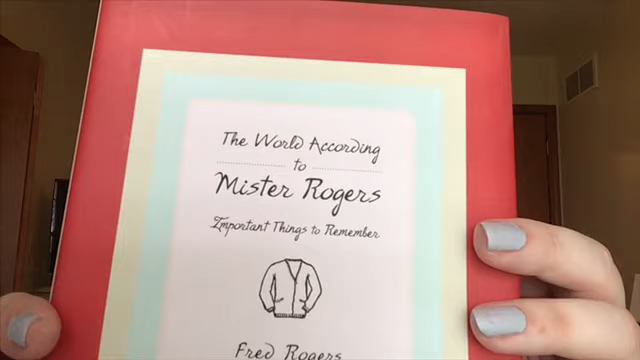 The World According
to
Mister Rogers
Important Things to Remember
Fred Rogers